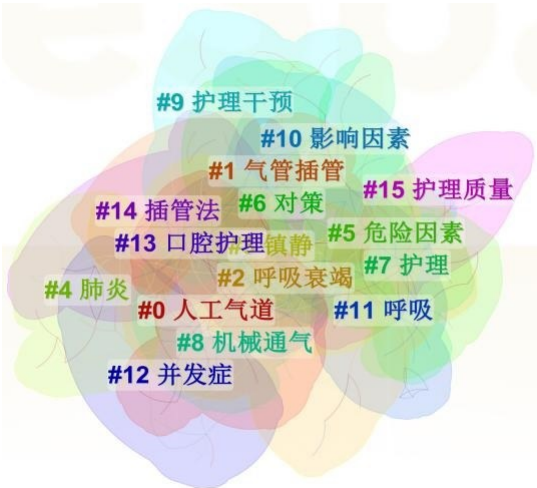 #9 护理干预
#10 影响因素
#1 气管插管
#15 护理质量
#14 插管法
#6 对策
#13 口腔护理
镇静
#5 危险因素
#2 呼吸衰竭
#7 护理
#4 肺炎
#0 人工气道
#11 呼吸
#8 机械通气
#12 并发症